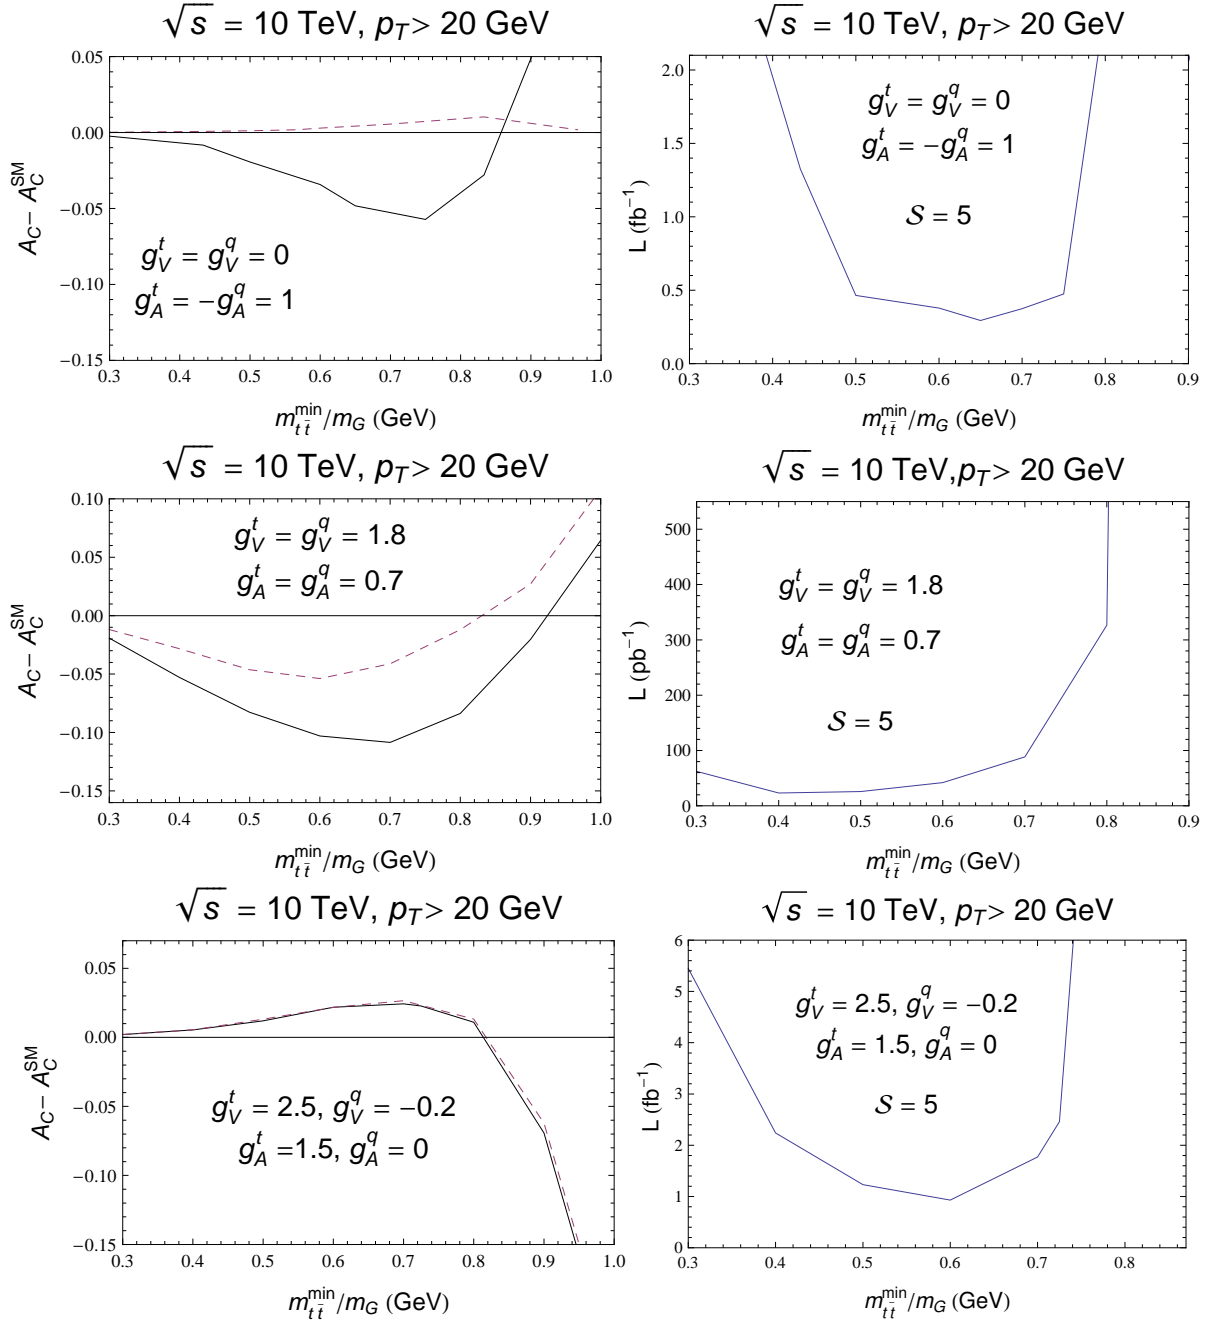 √s = 10 TeV, p_T > 20 GeV
0.05
0.00
−0.05
−0.10
−0.15
A_C − A_C^SM
g_V^t = g_V^q = 0
g_A^t = −g_A^q = 1
0.3 0.4 0.5 0.6 0.7 0.8 0.9 1.0
m_{t t̄}^min/m_G (GeV)
√s = 10 TeV, p_T > 20 GeV
2.0
1.5
1.0
0.5
0.0
L (fb⁻¹)
g_V^t = g_V^q = 0
g_A^t = −g_A^q = 1
S = 5
0.3 0.4 0.5 0.6 0.7 0.8 0.9
m_{t t̄}^min/m_G (GeV)
√s = 10 TeV, p_T > 20 GeV
0.10
0.05
0.00
−0.05
−0.10
−0.15
A_C − A_C^SM
g_V^t = g_V^q = 1.8
g_A^t = g_A^q = 0.7
0.3 0.4 0.5 0.6 0.7 0.8 0.9 1.0
m_{t t̄}^min/m_G (GeV)
√s = 10 TeV,p_T > 20 GeV
500
400
300
200
100
0
L (pb⁻¹)
g_V^t = g_V^q = 1.8
g_A^t = g_A^q = 0.7
S = 5
0.3 0.4 0.5 0.6 0.7 0.8 0.9
m_{t t̄}^min/m_G (GeV)
√s = 10 TeV, p_T > 20 GeV
0.05
0.00
−0.05
−0.10
−0.15
A_C − A_C^SM
g_V^t = 2.5, g_V^q = −0.2
g_A^t =1.5, g_A^q = 0
0.3 0.4 0.5 0.6 0.7 0.8 0.9 1.0
m_{t t̄}^min/m_G (GeV)
√s = 10 TeV, p_T > 20 GeV
6
5
4
3
2
1
0
L (fb⁻¹)
g_V^t = 2.5, g_V^q = −0.2
g_A^t = 1.5, g_A^q = 0
S = 5
0.3 0.4 0.5 0.6 0.7 0.8
m_{t t̄}^min/m_G (GeV)